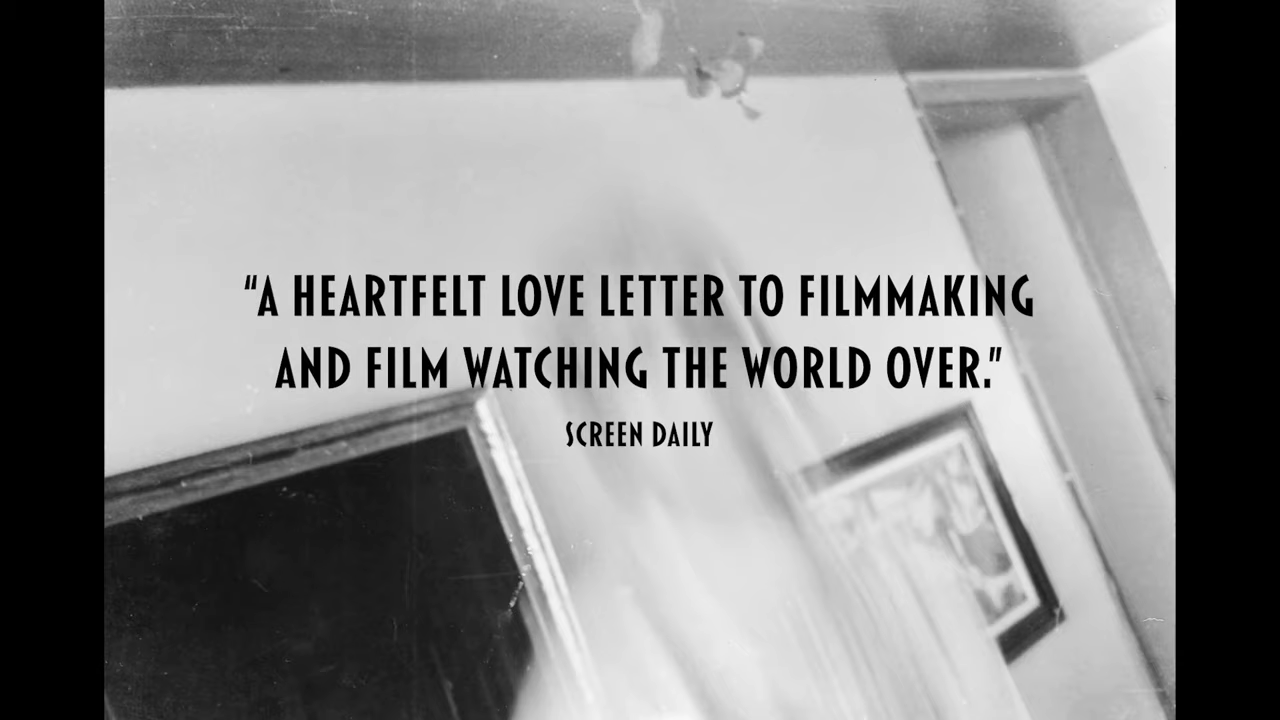 “A HEARTFELT LOVE LETTER TO FILMMAKING
AND FILM WATCHING THE WORLD OVER.”
SCREEN DAILY